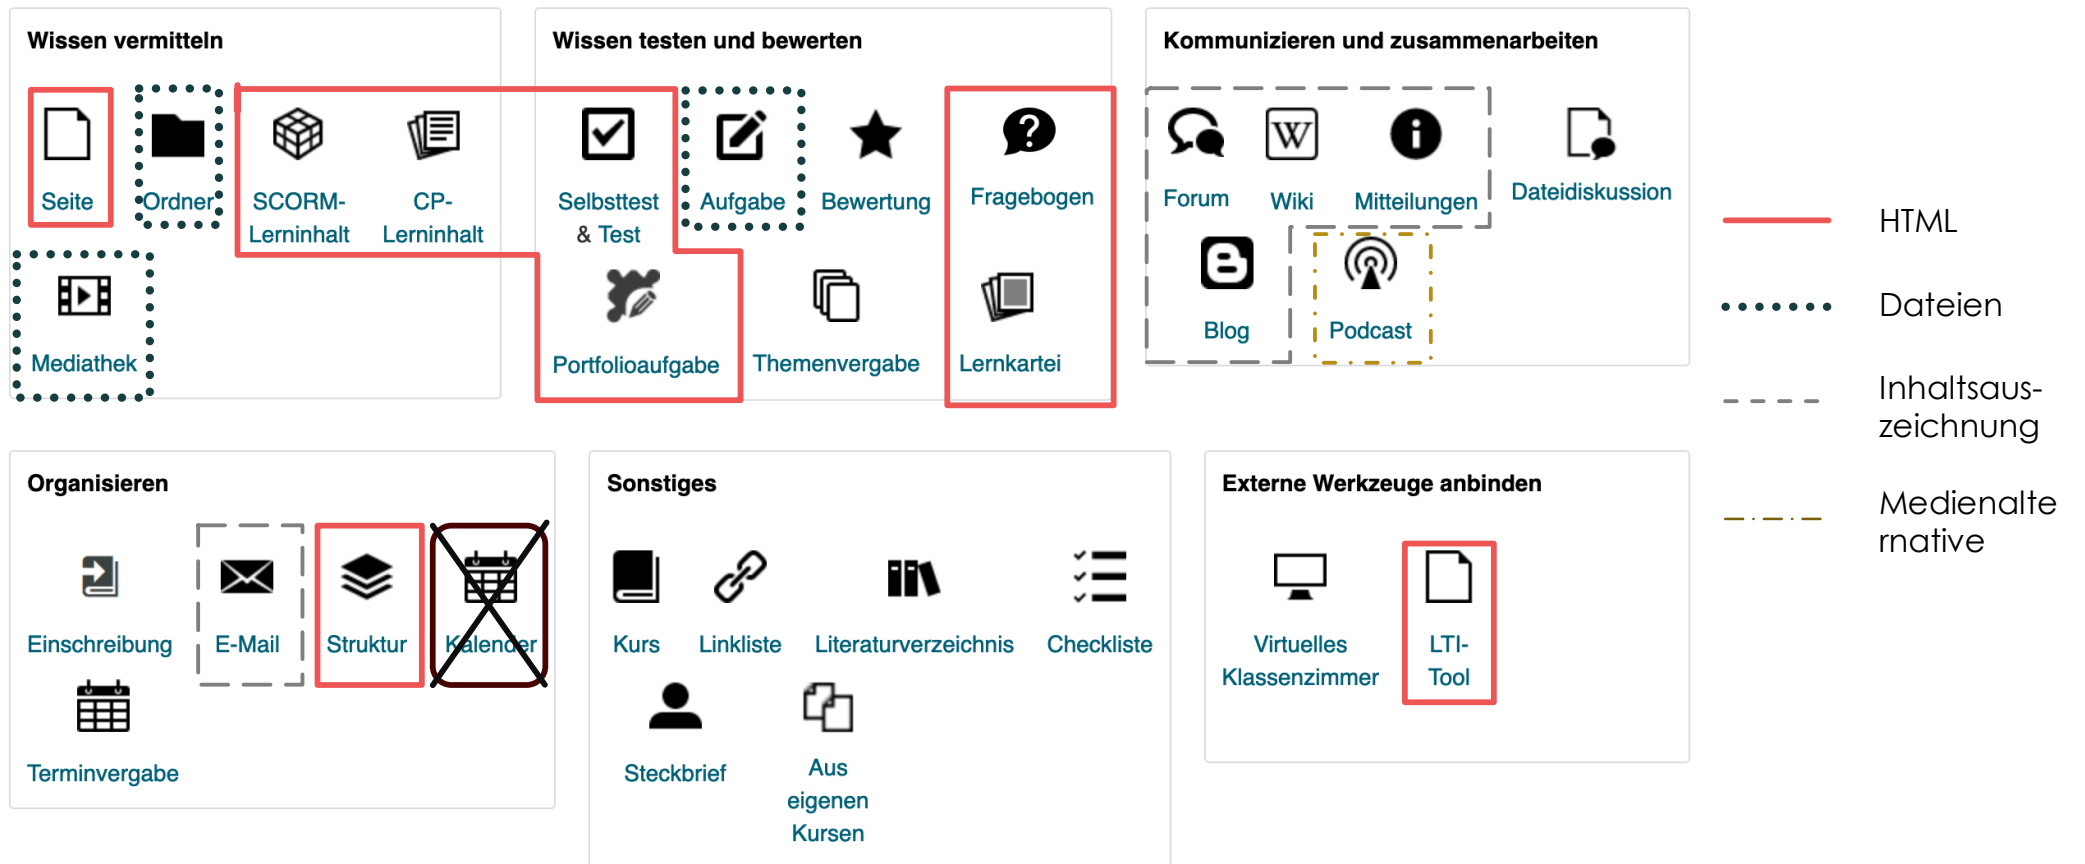 Wissen vermitteln
Seite
Ordner
SCORM-
Lerninhalt
CP-
Lerninhalt
Mediathek
Wissen testen und bewerten
Selbsttest
& Test
Aufgabe
Bewertung
Fragebogen
Portfolioaufgabe
Themenvergabe
Lernkartei
Kommunizieren und zusammenarbeiten
Forum
W
Wiki
Mitteilungen
Dateidiskussion
Blog
Podcast
HTML
Dateien
Inhaltsaus-
zeichnung
Medienalte
rnative
Organisieren
Einschreibung
E-Mail
Struktur
Kalender
Terminvergabe
Sonstiges
Kurs
Linkliste
Literaturverzeichnis
Checkliste
Steckbrief
Aus
eigenen
Kursen
Externe Werkzeuge anbinden
Virtuelles
Klassenzimmer
LTI-
Tool